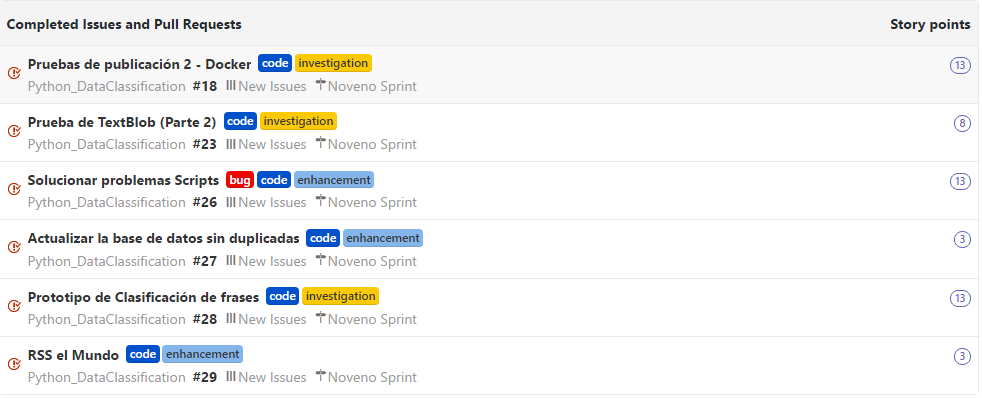 Completed Issues and Pull Requests Story points
Pruebas de publicación 2 - Docker code investigation 13
Python_DataClassification #18 New Issues Noveno Sprint
Prueba de TextBlob (Parte 2) code investigation 8
Python_DataClassification #23 New Issues Noveno Sprint
Solucionar problemas Scripts bug code enhancement 13
Python_DataClassification #26 New Issues Noveno Sprint
Actualizar la base de datos sin duplicadas code enhancement 3
Python_DataClassification #27 New Issues Noveno Sprint
Prototipo de Clasificación de frases code investigation 13
Python_DataClassification #28 New Issues Noveno Sprint
RSS el Mundo code enhancement 3
Python_DataClassification #29 New Issues Noveno Sprint